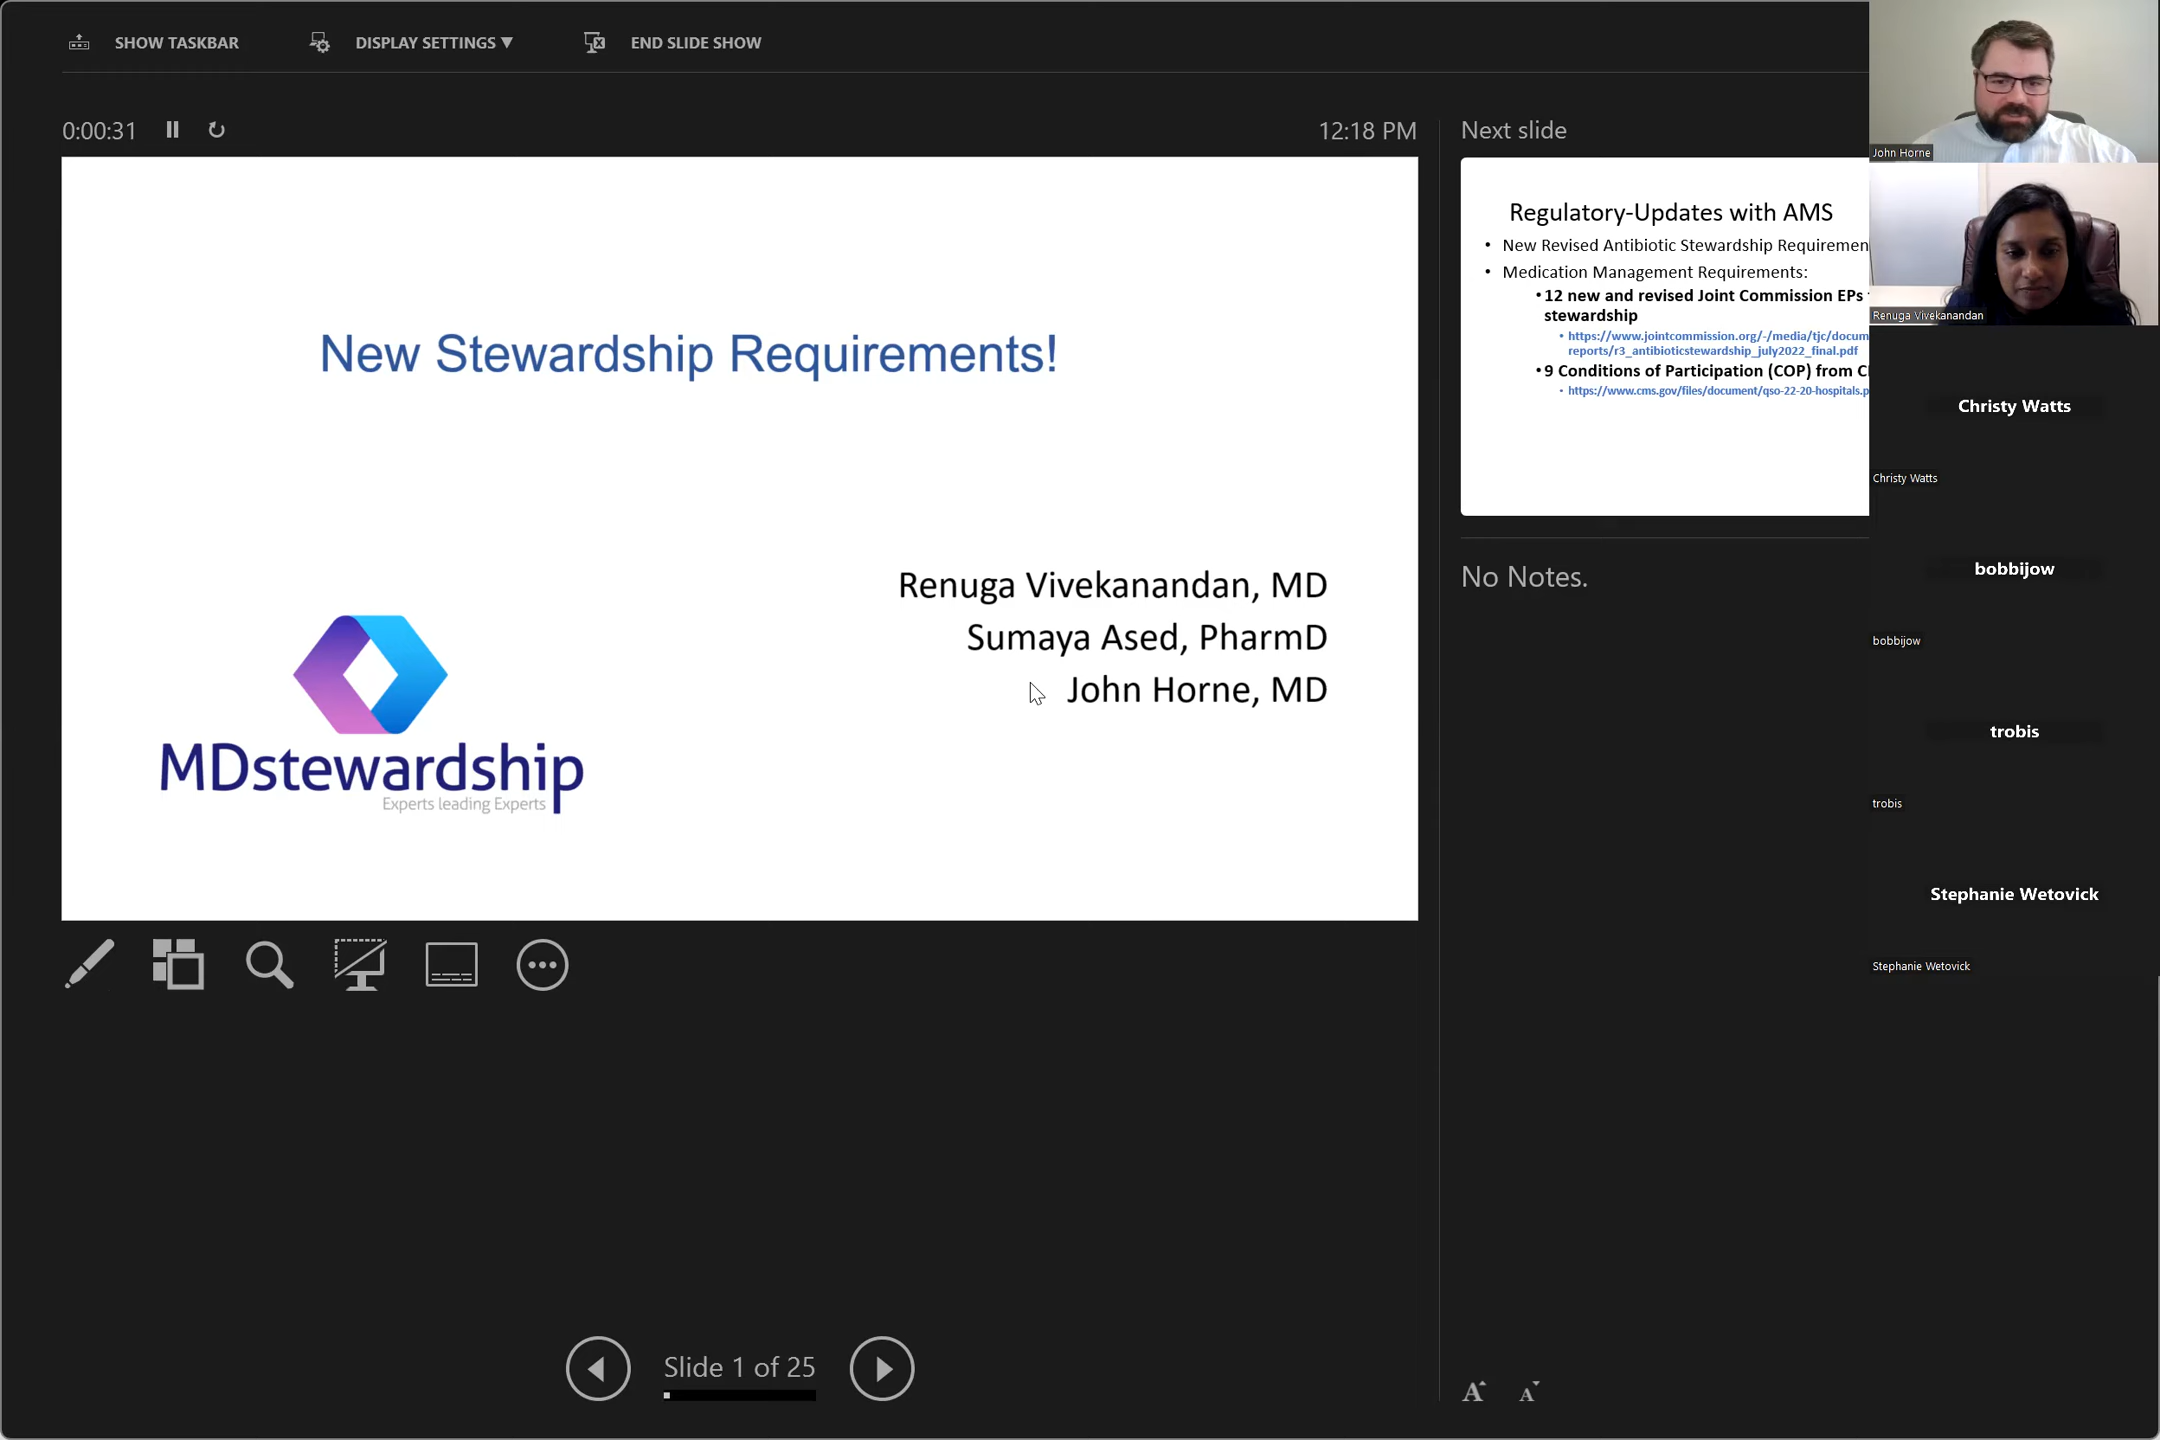 SHOW TASKBAR
DISPLAY SETTINGS
END SLIDE SHOW
0:00:31
12:18 PM
New Stewardship Requirements!
Renuga Vivekanandan, MD
Sumaya Ased, PharmD
John Horne, MD
MDstewardship
Experts leading Experts
Slide 1 of 25
Next slide
Regulatory-Updates with AMS
• New Revised Antibiotic Stewardship
• Medication Management Requirements:
• 12 new and revised Joint Commission EPs
stewardship
• https://www.jointcommission.org/-/media/tjc/docum
reports/r3_antibioticstewardship_july2022_final.pdf
• 9 Conditions of Participation (COP) from
• https://www.cms.gov/files/document/qso-22-20-hospitals.p
No Notes.
A A
John Horne
Renuga Vivekanandan
Christy Watts
Christy Watts
bobbijow
bobbijow
trobis
trobis
Stephanie Wetovick
Stephanie Wetovick